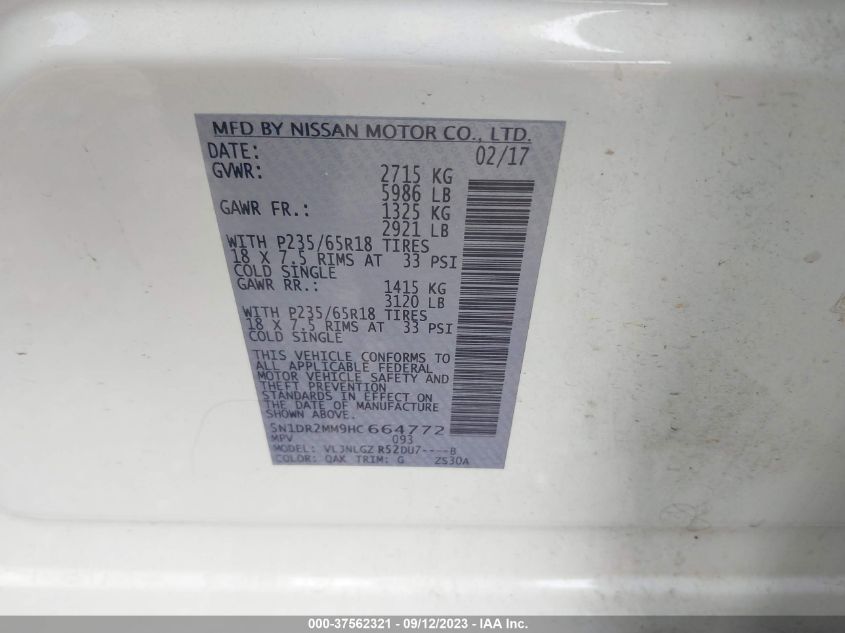 MFD BY NISSAN MOTOR CO., LTD.
DATE: 02/17
GVWR: 2715 KG
5986 LB
GAWR FR.: 1325 KG
2921 LB
WITH P235/65R18 TIRES
18 X 7.5 RIMS AT 33 PSI
COLD SINGLE
GAWR RR.: 1415 KG
3120 LB
WITH P235/65R18 TIRES
18 X 7.5 RIMS AT 33 PSI
COLD SINGLE
THIS VEHICLE CONFORMS TO
ALL APPLICABLE FEDERAL
MOTOR VEHICLE SAFETY AND
THEFT PREVENTION
STANDARDS IN EFFECT ON
THE DATE OF MANUFACTURE
SHOWN ABOVE.
5N1DR2MM9HC664772
MPV 093
MODEL: VLJNLGZ R52DU7----B
COLOR: QAK TRIM: G ZS30A
000-37562321 - 09/12/2023 - © IAA, Inc.